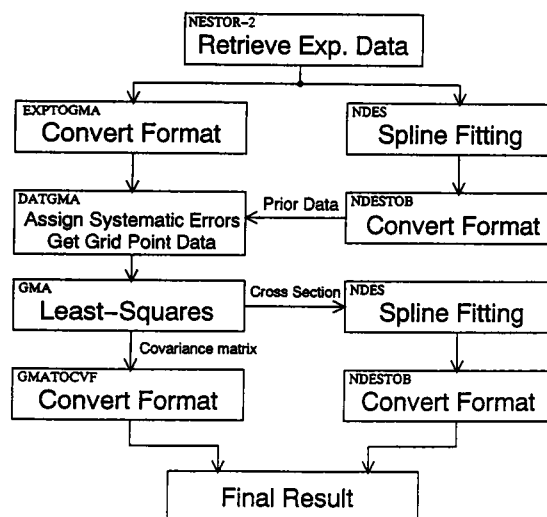 NESTOR-2
Retrieve Exp. Data
EXPTOGMA
Convert Format
NDES
Spline Fitting
DATGMA
Assign Systematic Errors
Get Grid Point Data
Prior Data
NDESTOB
Convert Format
GMA
Least-Squares
Cross Section
NDES
Spline Fitting
Covariance matrix
GMATOCVF
Convert Format
NDESTOB
Convert Format
Final Result